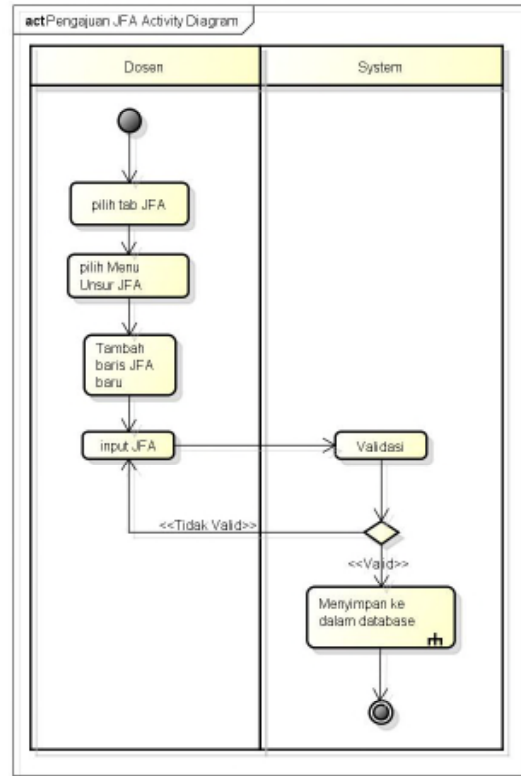 act Pengajuan JFA Activity Diagram
Dosen
System
pilih tab JFA
pilih Menu
Unsur JFA
Tambah
baris JFA
baru
input JFA
Validasi
<<Tidak Valid>>
<<Valid>>
Menyimpan ke
dalam database